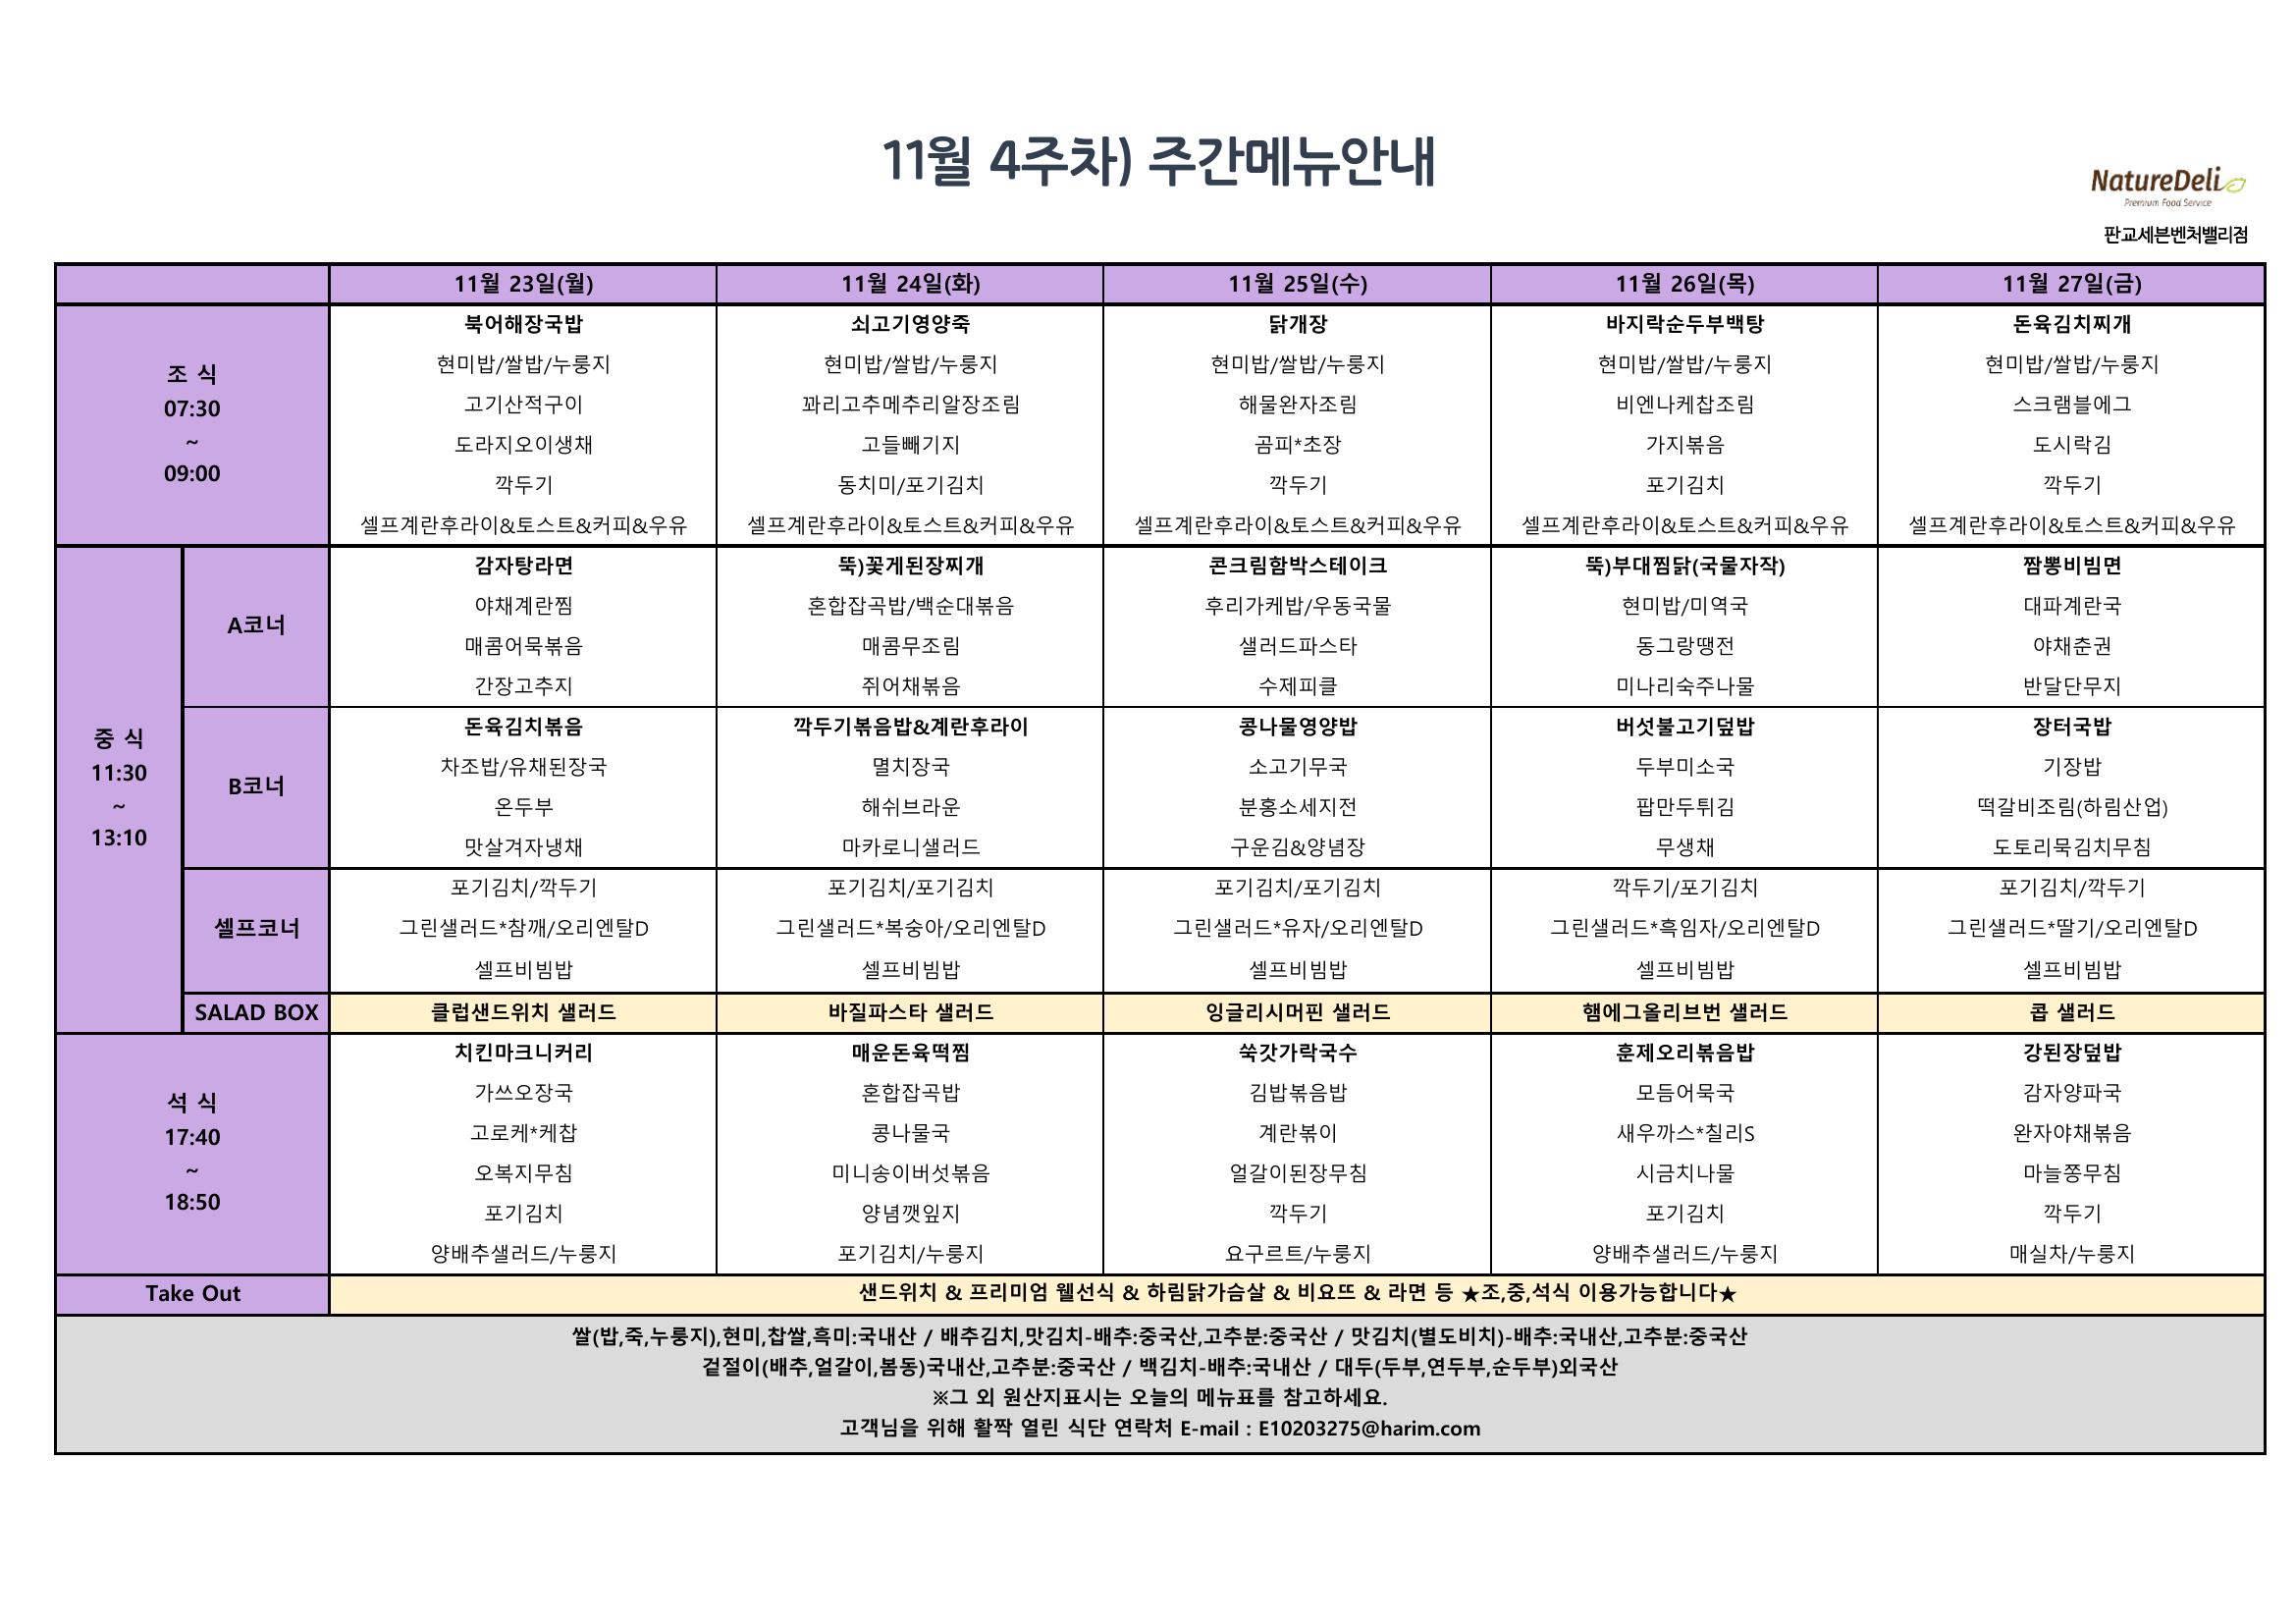 11월 4주차) 주간메뉴안내
NatureDeli
Premium Food Service
판교세븐벤처밸리점
11월 23일(월) 11월 24일(화) 11월 25일(수) 11월 26일(목) 11월 27일(금)
조 식
07:30
~
09:00
북어해장국밥 쇠고기영양죽 닭개장 바지락순두부백탕 돈육김치찌개
현미밥/쌀밥/누룽지 현미밥/쌀밥/누룽지 현미밥/쌀밥/누룽지 현미밥/쌀밥/누룽지 현미밥/쌀밥/누룽지
고기산적구이 꽈리고추메추리알장조림 해물완자조림 비엔나케찹조림 스크램블에그
도라지오이생채 고들빼기지 곰피*초장 가지볶음 도시락김
깍두기 동치미/포기김치 깍두기 포기김치 깍두기
셀프계란후라이&토스트&커피&우유 셀프계란후라이&토스트&커피&우유 셀프계란후라이&토스트&커피&우유 셀프계란후라이&토스트&커피&우유 셀프계란후라이&토스트&커피&우유
중 식
11:30
~
13:10
A코너
감자탕라면 뚝)꽃게된장찌개 콘크림함박스테이크 뚝)부대찜닭(국물자작) 짬뽕비빔면
야채계란찜 혼합잡곡밥/백순대볶음 후리가케밥/우동국물 현미밥/미역국 대파계란국
매콤어묵볶음 매콤무조림 샐러드파스타 동그랑땡전 야채춘권
간장고추지 쥐어채볶음 수제피클 미나리숙주나물 반달단무지
B코너
돈육김치볶음 깍두기볶음밥&계란후라이 콩나물영양밥 버섯불고기덮밥 장터국밥
차조밥/유채된장국 멸치장국 소고기무국 두부미소국 기장밥
온두부 해쉬브라운 분홍소세지전 팝만두튀김 떡갈비조림(하림산업)
맛살겨자냉채 마카로니샐러드 구운김&양념장 무생채 도토리묵김치무침
셀프코너
포기김치/깍두기 포기김치/포기김치 포기김치/포기김치 깍두기/포기김치 포기김치/깍두기
그린샐러드*참깨/오리엔탈D 그린샐러드*복숭아/오리엔탈D 그린샐러드*유자/오리엔탈D 그린샐러드*흑임자/오리엔탈D 그린샐러드*딸기/오리엔탈D
셀프비빔밥 셀프비빔밥 셀프비빔밥 셀프비빔밥 셀프비빔밥
SALAD BOX 클럽샌드위치 샐러드 바질파스타 샐러드 잉글리시머핀 샐러드 햄에그올리브번 샐러드 콥 샐러드
석 식
17:40
~
18:50
치킨마크니커리 매운돈육떡찜 쑥갓가락국수 훈제오리볶음밥 강된장덮밥
가쓰오장국 혼합잡곡밥 김밥볶음밥 모듬어묵국 감자양파국
고로케*케찹 콩나물국 계란볶이 새우까스*칠리S 완자야채볶음
오복지무침 미니송이버섯볶음 얼갈이된장무침 시금치나물 마늘쫑무침
포기김치 양념깻잎지 깍두기 포기김치 깍두기
양배추샐러드/누룽지 포기김치/누룽지 요구르트/누룽지 양배추샐러드/누룽지 매실차/누룽지
Take Out 샌드위치 & 프리미엄 웰선식 & 하림닭가슴살 & 비요뜨 & 라면 등 ★조,중,석식 이용가능합니다★
쌀(밥,죽,누룽지),현미,찹쌀,흑미:국내산 / 배추김치,맛김치-배추:중국산,고추분:중국산 / 맛김치(별도비치)-배추:국내산,고추분:중국산
겉절이(배추,얼갈이,봄동)국내산,고추분:중국산 / 백김치-배추:국내산 / 대두(두부,연두부,순두부)외국산
※그 외 원산지표시는 오늘의 메뉴표를 참고하세요.
고객님을 위해 활짝 열린 식단 연락처 E-mail : E10203275@harim.com